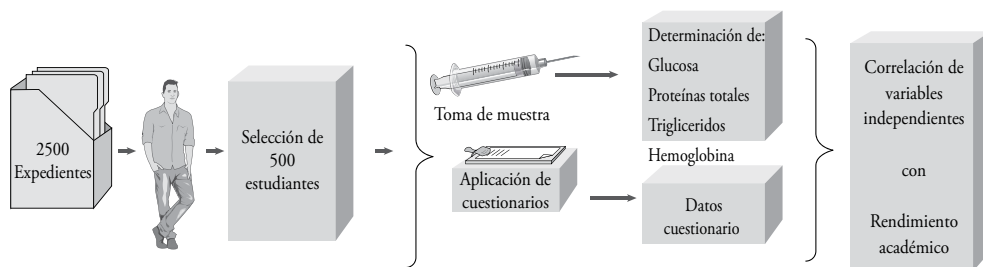 2500
Expedientes
Selección de
500
estudiantes
Toma de muestra
Aplicación de
cuestionarios
Determinación de:
Glucosa
Proteínas totales
Trigliceridos
Hemoglobina
Datos
cuestionario
Correlación de
variables
independientes
con
Rendimiento
académico